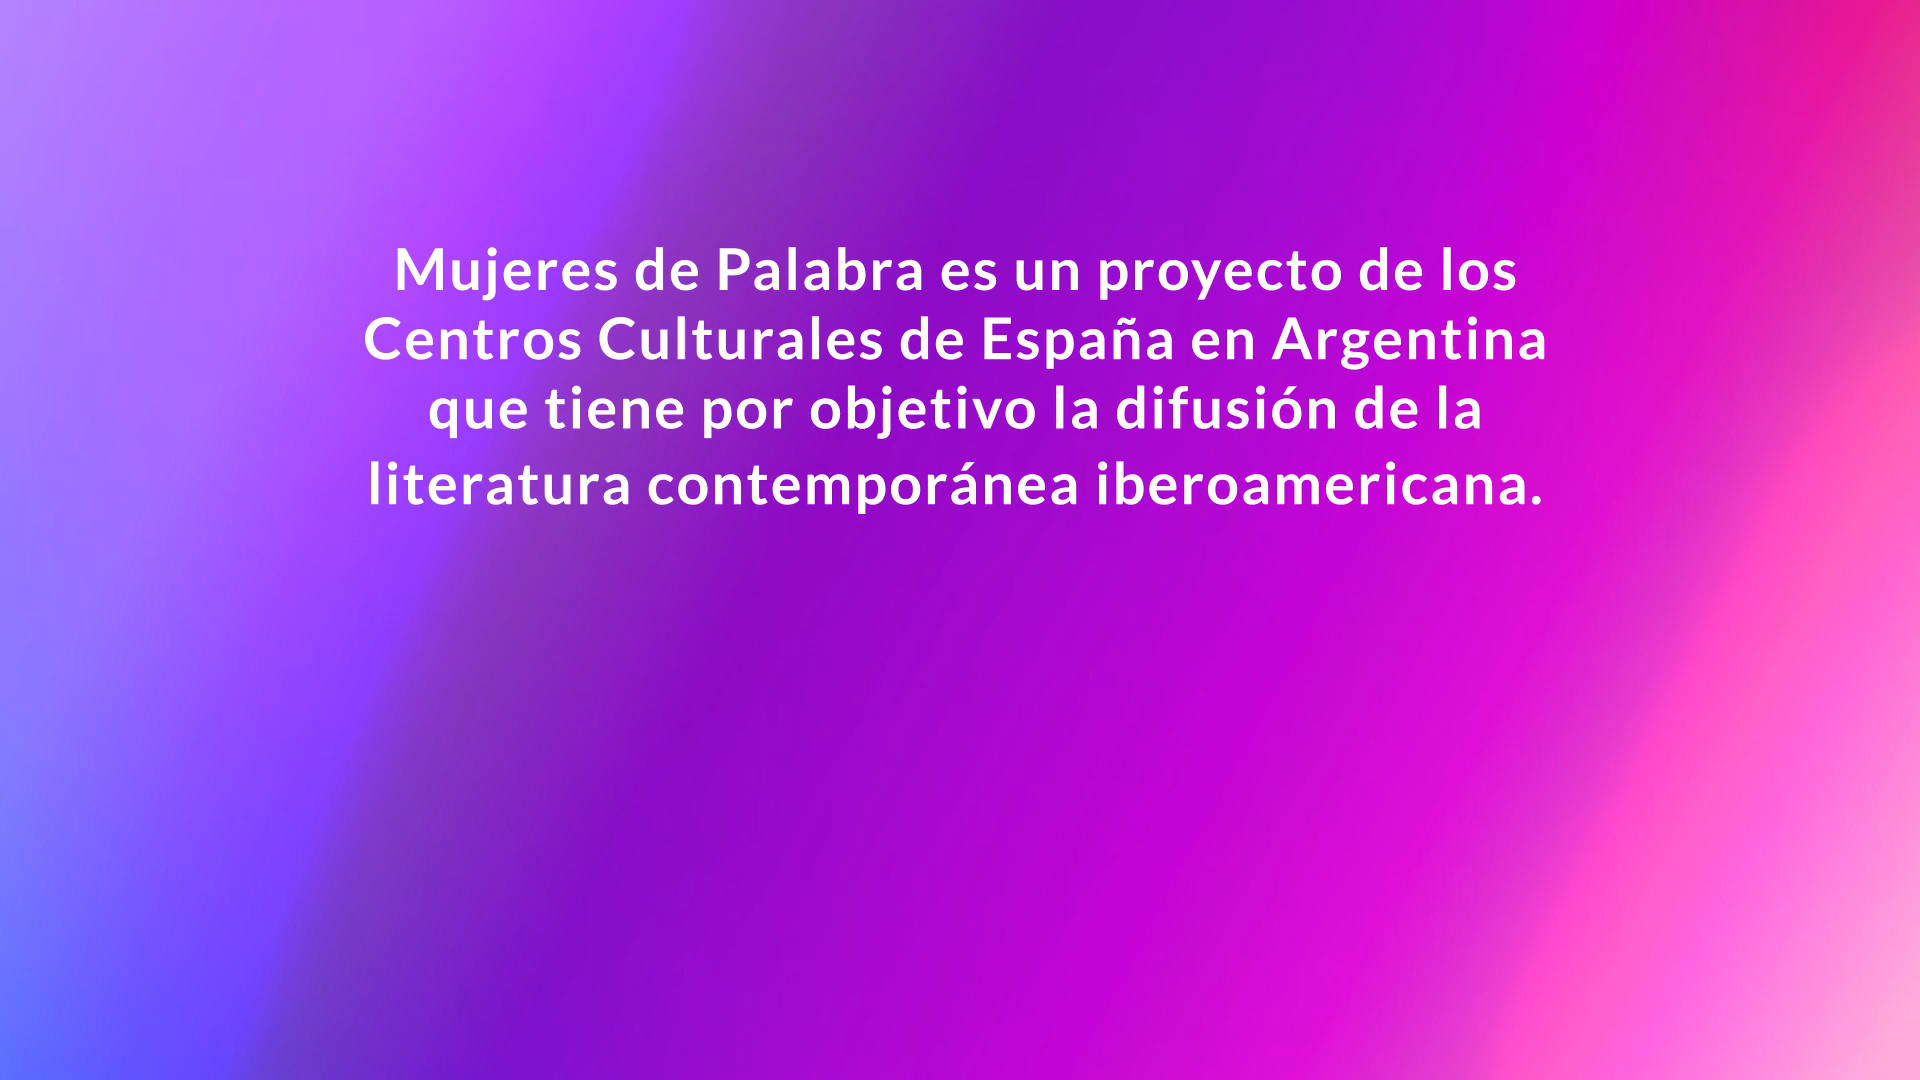 Mujeres de Palabra es un proyecto de los
Centros Culturales de España en Argentina
que tiene por objetivo la difusión de la
literatura contemporánea iberoamericana.